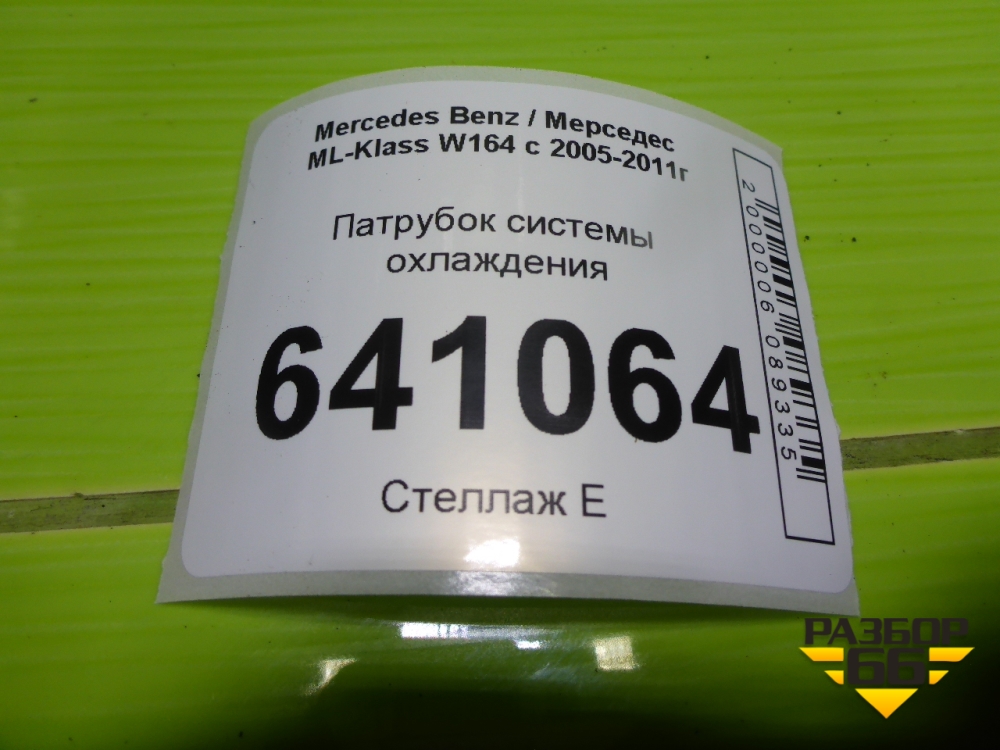 Mercedes Benz / Мерседес
ML-Klass W164 с 2005-2011г
Патрубок системы
охлаждения
641064
Стеллаж Е
2000006089335
РАЗБОР
66